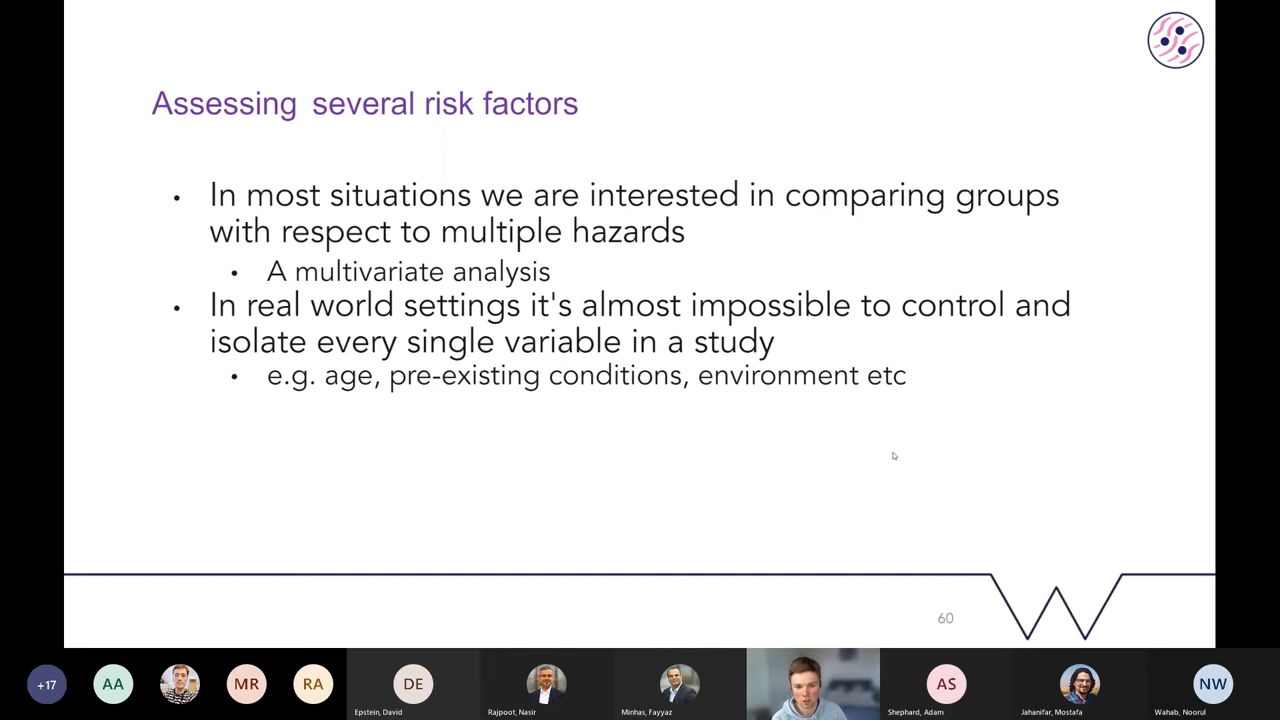 Assessing several risk factors
• In most situations we are interested in comparing groups
with respect to multiple hazards
• A multivariate analysis
• In real world settings it's almost impossible to control and
isolate every single variable in a study
• e.g. age, pre-existing conditions, environment etc
60
+17
AA
MR
RA
DE
AS
NW
Epstein, David
Rajpoot, Nasir
Minhas, Fayyaz
Shephard, Adam
Jahanifar, Mostafa
Wahab, Noorul